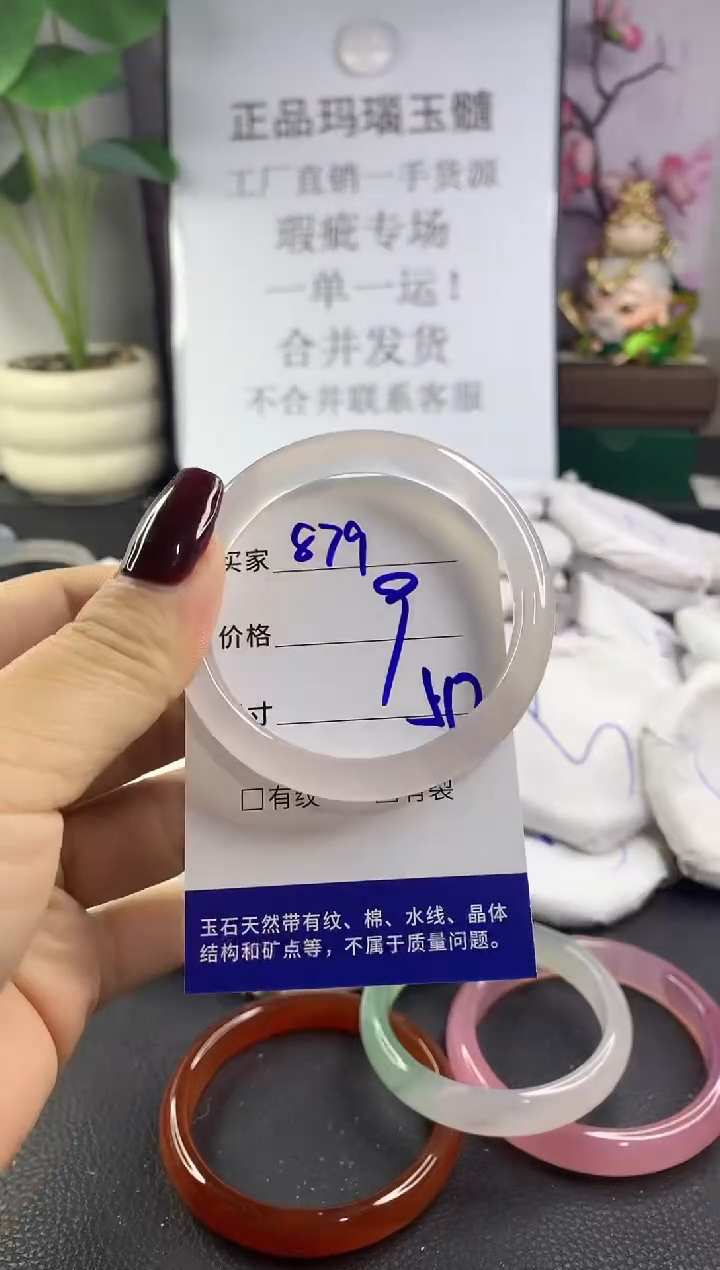 正品玛瑙玉髓
工厂直销一手货源
瑕疵专场
一单一运！
合并发货
不合并联系客服
买家 879
价格 9
寸
□有纹 □有裂
玉石天然带有纹、棉、水线、晶体
结构和矿点等，不属于质量问题。